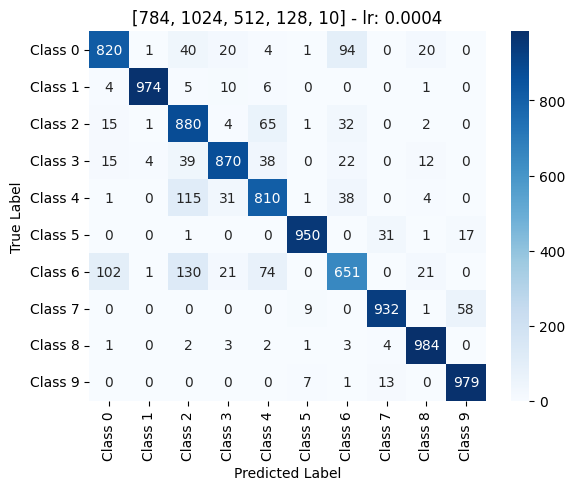 [784, 1024, 512, 128, 10] - lr: 0.0004
Class 0 820 1 40 20 4 1 94 0 20 0
Class 1 4 974 5 10 6 0 0 0 1 0
Class 2 15 1 880 4 65 1 32 0 2 0
Class 3 15 4 39 870 38 0 22 0 12 0
Class 4 1 0 115 31 810 1 38 0 4 0
Class 5 0 0 1 0 0 950 0 31 1 17
Class 6 102 1 130 21 74 0 651 0 21 0
Class 7 0 0 0 0 0 9 0 932 1 58
Class 8 1 0 2 3 2 1 3 4 984 0
Class 9 0 0 0 0 0 7 1 13 0 979
Class 0 Class 1 Class 2 Class 3 Class 4 Class 5 Class 6 Class 7 Class 8 Class 9
Predicted Label
True Label
800
600
400
200
0